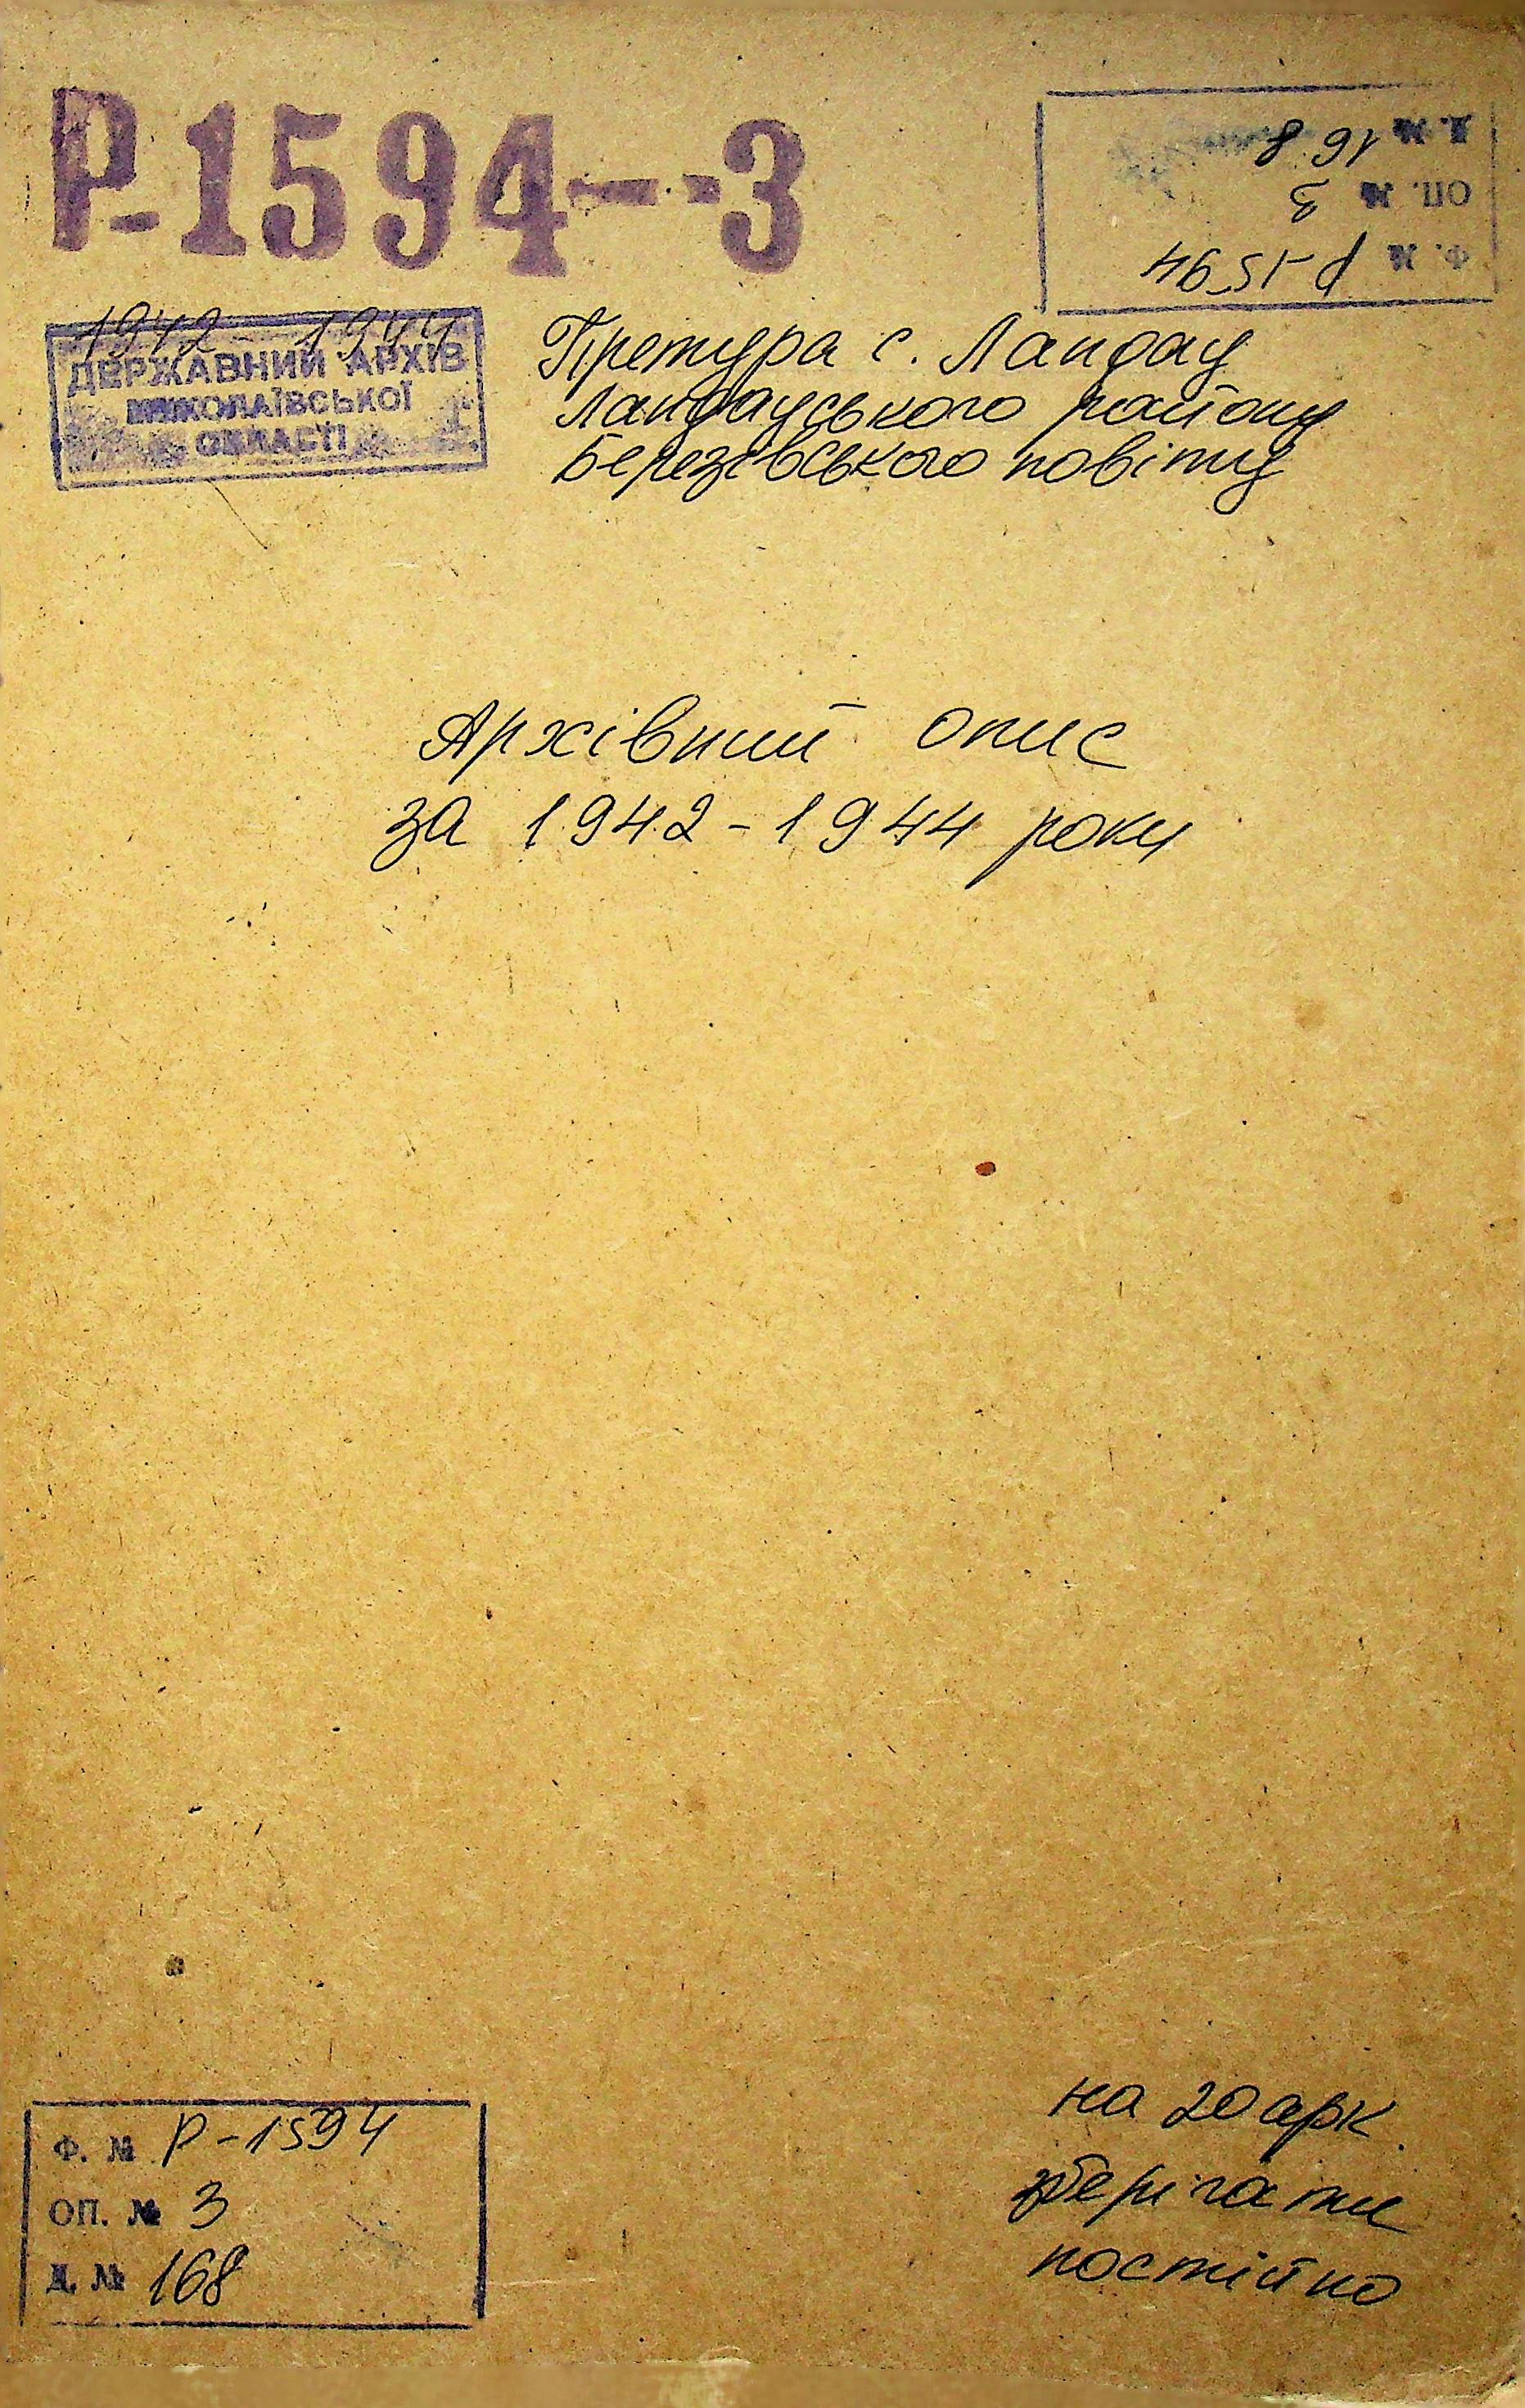 Р-1594--3
Д. № 168
ОП. № 3
Ф. № Р-1594
1942-1944
ДЕРЖАВНИЙ АРХІВ
МИКОЛАЇВСЬКОЇ
ОБЛАСТІ
Претура с. Ландау
Ландауського району
Березівського повіту
Архівний опис
за 1942-1944 роки
на 20 арк.
зберігати
постійно
Ф. № Р-1594
ОП. № 3
Д. № 168